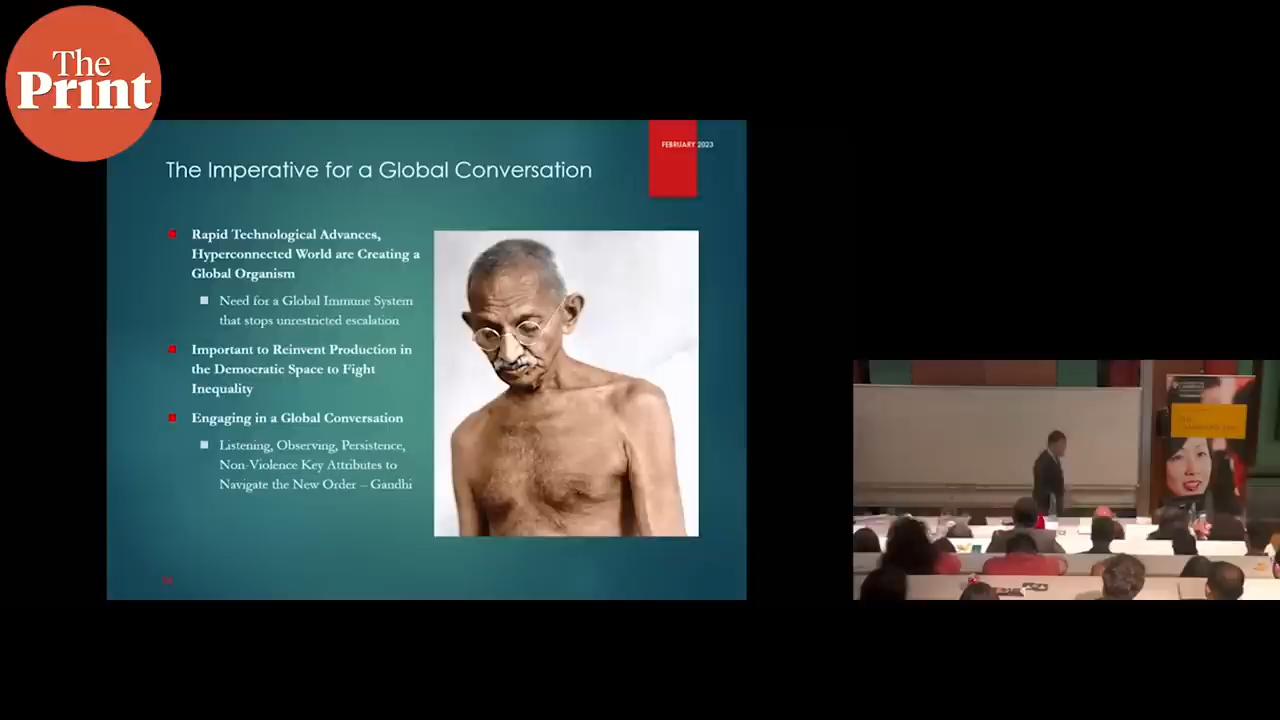 The
Print
FEBRUARY 2023
The Imperative for a Global Conversation
Rapid Technological Advances,
Hyperconnected World are Creating a
Global Organism
Need for a Global Immune System
that stops unrestricted escalation
Important to Reinvent Production in
the Democratic Space to Fight
Inequality
Engaging in a Global Conversation
Listening, Observing, Persistence,
Non-Violence Key Attributes to
Navigate the New Order – Gandhi